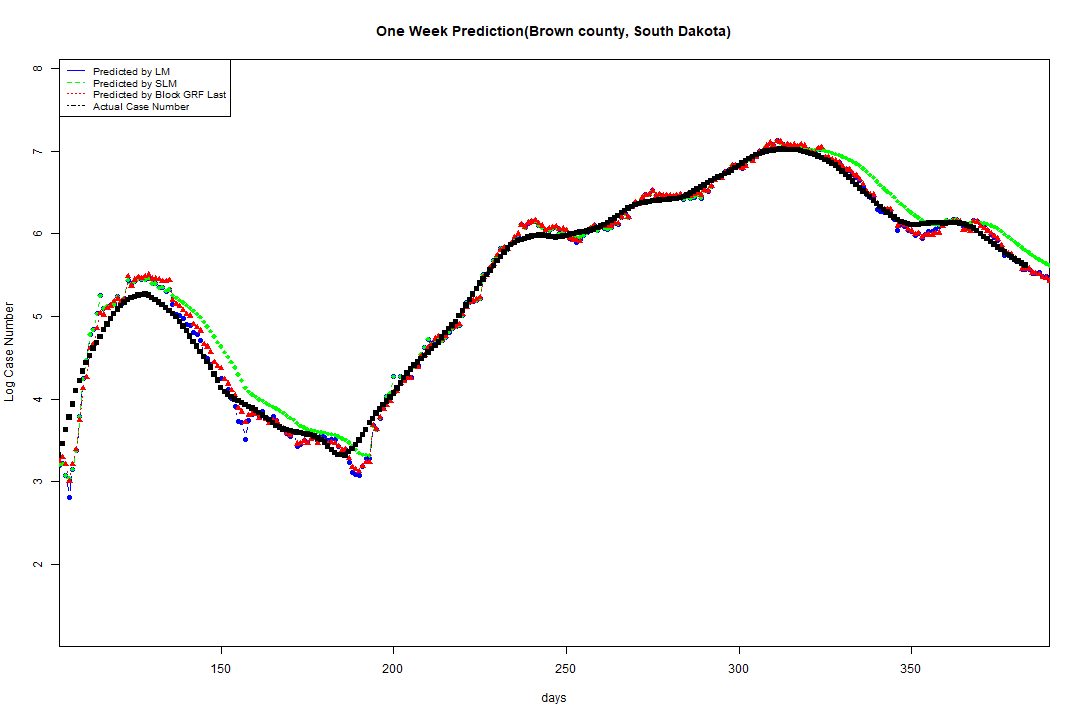 One Week Prediction(Brown county, South Dakota)
Predicted by LM
Predicted by SLM
Predicted by Block GRF Last
Actual Case Number
8
7
6
5
4
3
2
Log Case Number
150 200 250 300 350
days